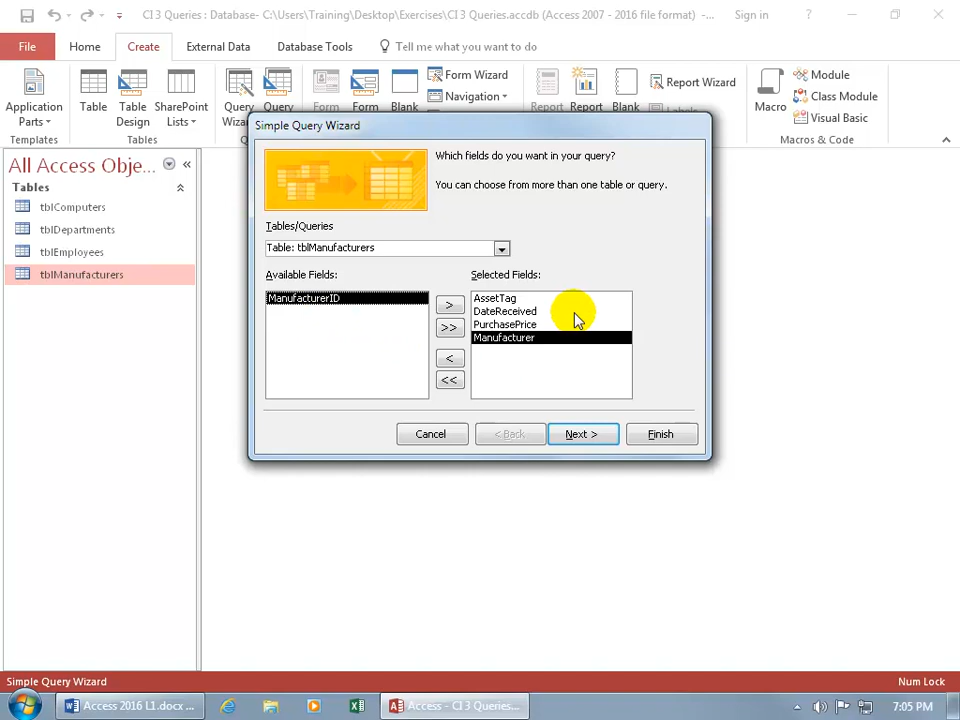 CI 3 Queries : Database- C:\Users\Training\Desktop\Exercises\CI 3 Queries.accdb (Access 2007 - 2016 file format) -...
Sign in
?
File
Home
Create
External Data
Database Tools
Tell me what you want to do
Application
Parts
Table
Table
Design
SharePoint
Lists
Query
Query
Form
Form
Blank
Form Wizard
Navigation
Report
Report
Blank
Report Wizard
Macro
Module
Class Module
Visual Basic
Templates
Tables
Macros & Code
All Access Obje...
Tables
tblComputers
tblDepartments
tblEmployees
tblManufacturers
Simple Query Wizard
Which fields do you want in your query?
You can choose from more than one table or query.
Tables/Queries
Table: tblManufacturers
Available Fields:
Selected Fields:
ManufacturerID
>
>>
<
<<
AssetTag
DateReceived
PurchasePrice
Manufacturer
Cancel
< Back
Next >
Finish
Simple Query Wizard
Num Lock
Access 2016 L1.docx ...
Access - CI 3 Queries...
7:05 PM